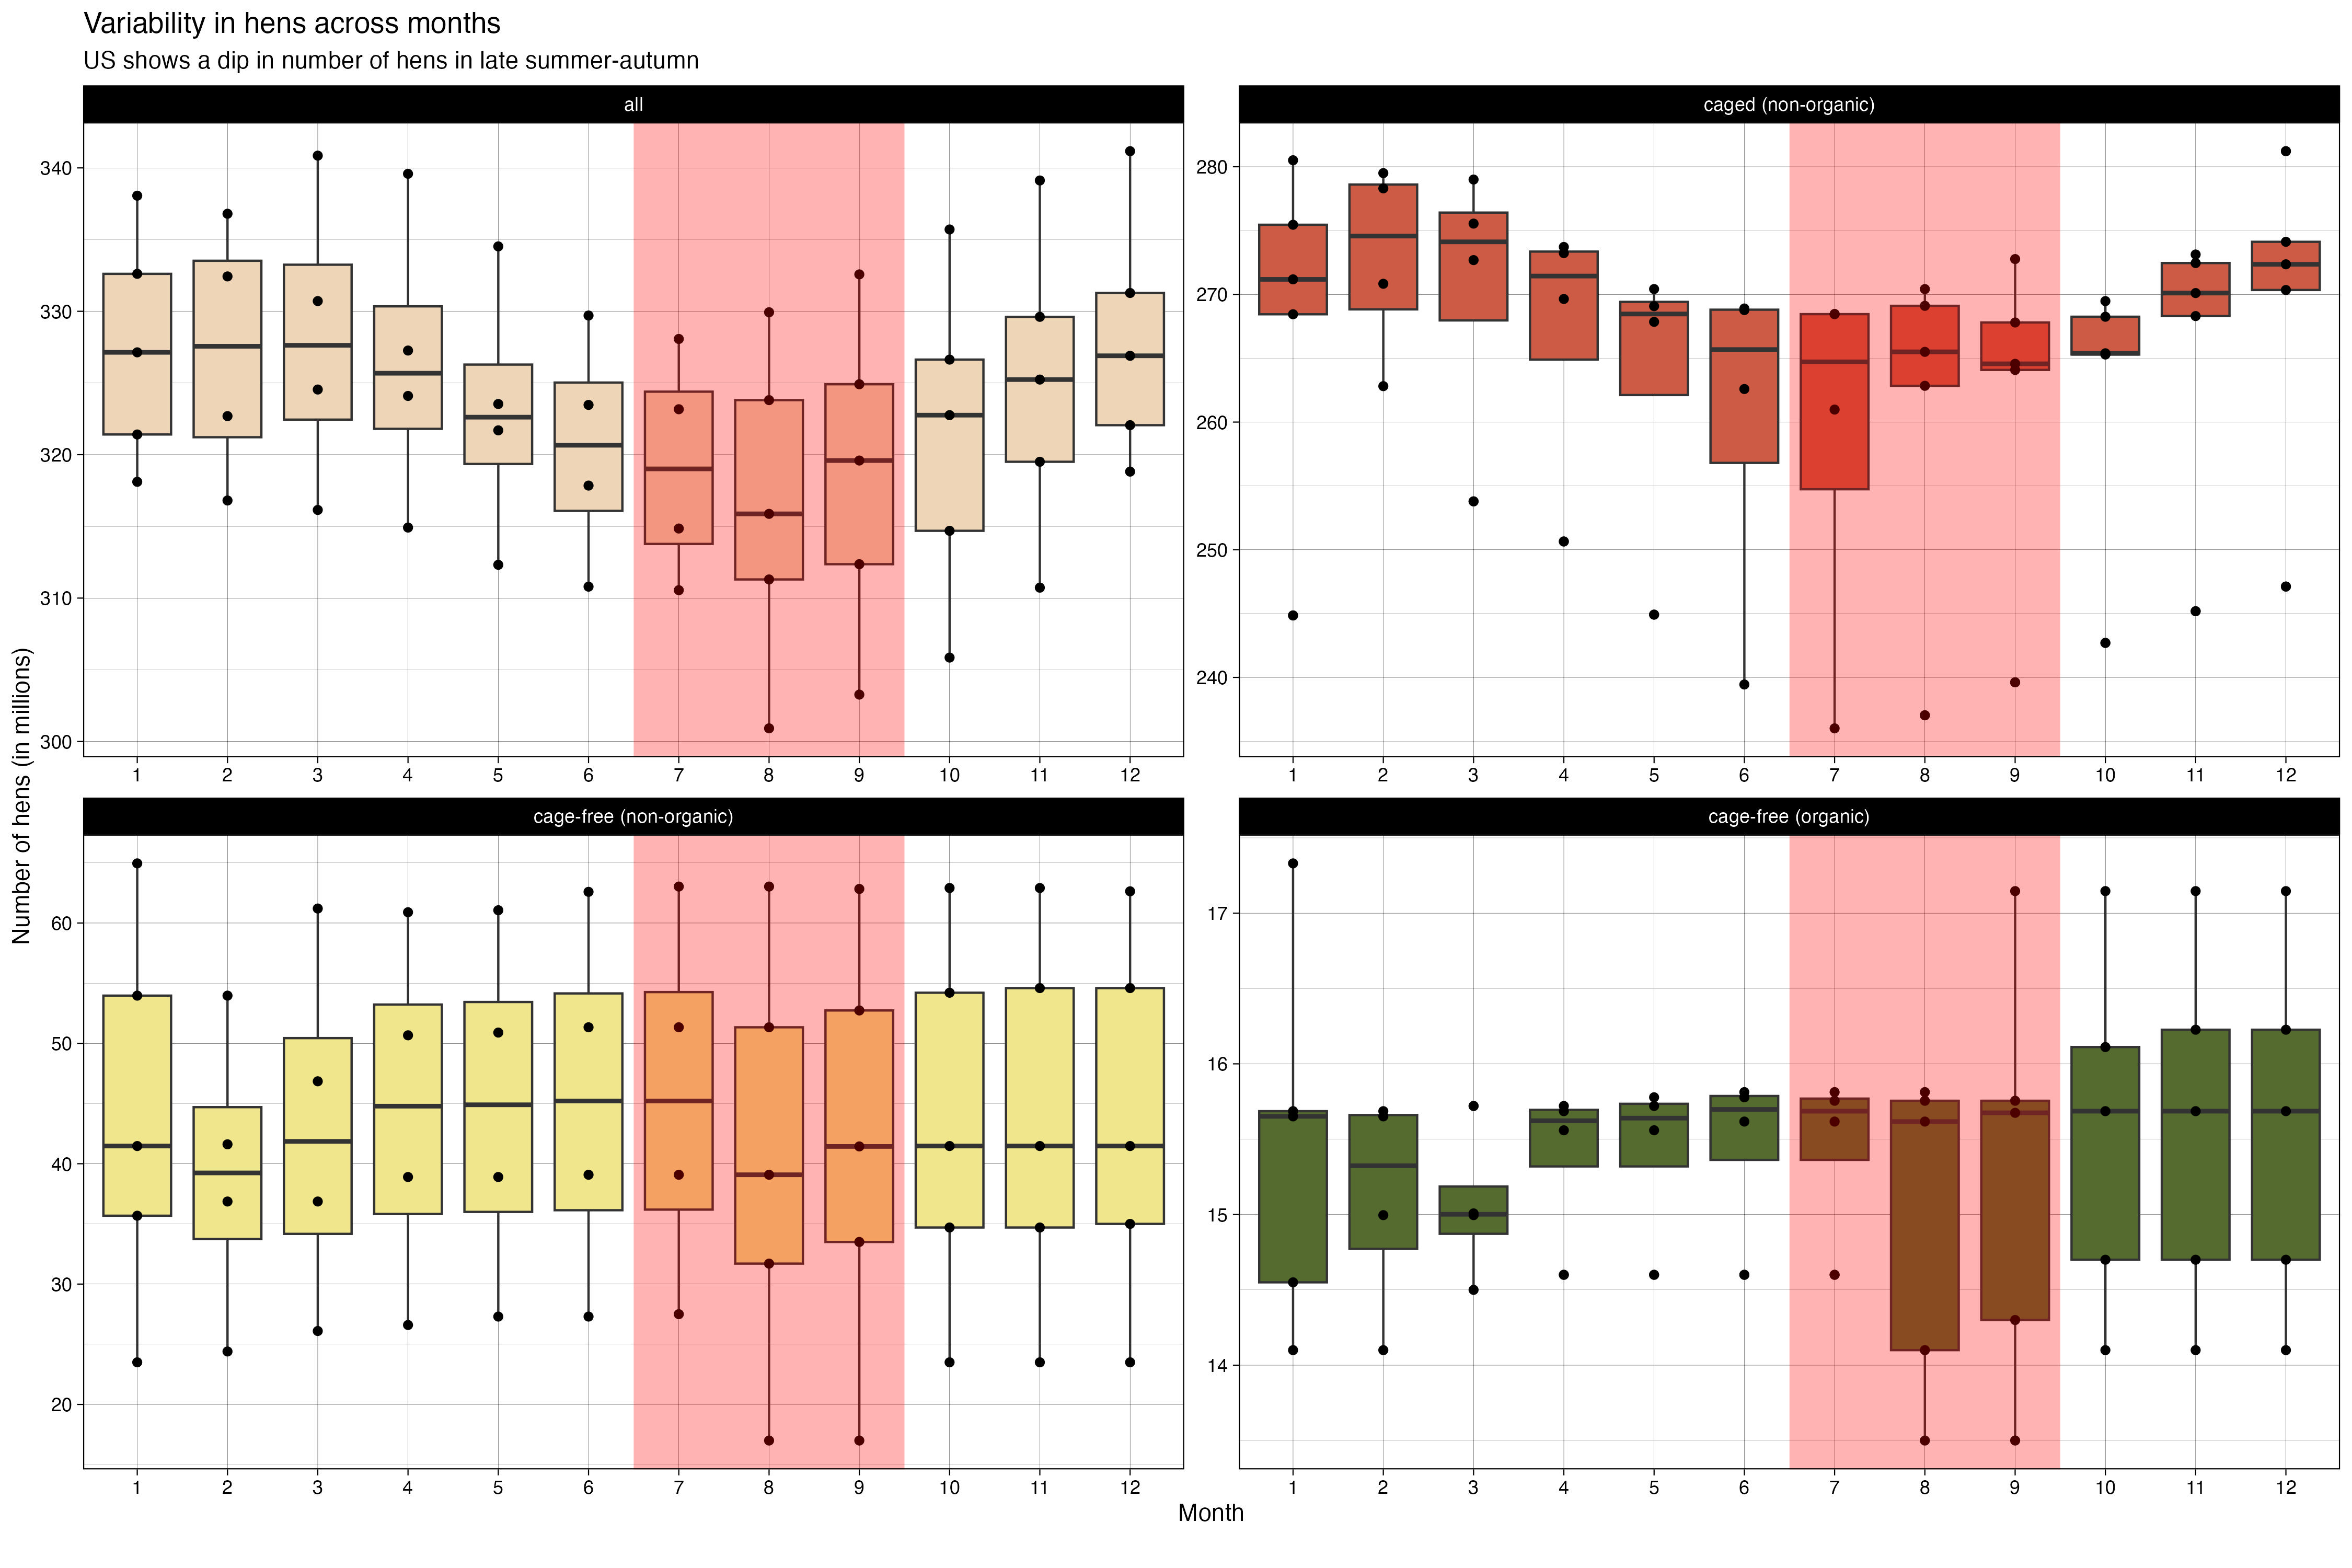 Variability in hens across months
US shows a dip in number of hens in late summer-autumn
all
340
330
320
310
300
1 2 3 4 5 6 7 8 9 10 11 12
caged (non-organic)
280
270
260
250
240
1 2 3 4 5 6 7 8 9 10 11 12
Number of hens (in millions)
cage-free (non-organic)
60
50
40
30
20
1 2 3 4 5 6 7 8 9 10 11 12
cage-free (organic)
17
16
15
14
1 2 3 4 5 6 7 8 9 10 11 12
Month